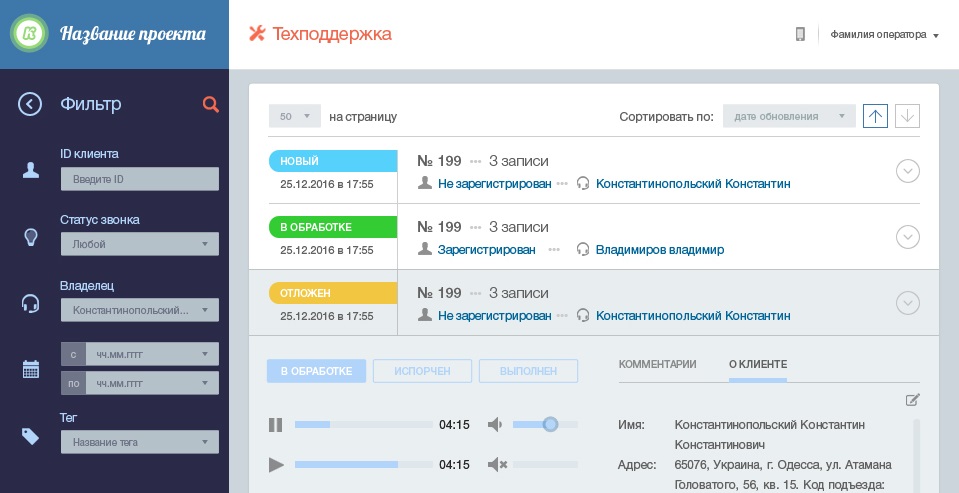 Название проекта
Техподдержка
Фамилия оператора
Фильтр
ID клиента
Введите ID
Статус звонка
Любой
Владелец
Константинопольский...
с чч.мм.гггг
по чч.мм.гггг
Тег
Название тега
50 на страницу
Сортировать по: дате обновления
НОВЫЙ № 199 ··· 3 записи
25.12.2016 в 17:55 Не зарегистрирован ··· Константинопольский Константин
В ОБРАБОТКЕ № 199 ··· 3 записи
25.12.2016 в 17:55 Зарегистрирован ··· Владимиров владимир
ОТЛОЖЕН № 199 ··· 3 записи
25.12.2016 в 17:55 Не зарегистрирован ··· Константинопольский Константин
В ОБРАБОТКЕ ИСПОРЧЕН ВЫПОЛНЕН
04:15
04:15
КОММЕНТАРИИ О КЛИЕНТЕ
Имя: Константинопольский Константин
Константинович
Адрес: 65076, Украина, г. Одесса, ул. Атамана
Головатого, 56, кв. 15. Код подъезда: